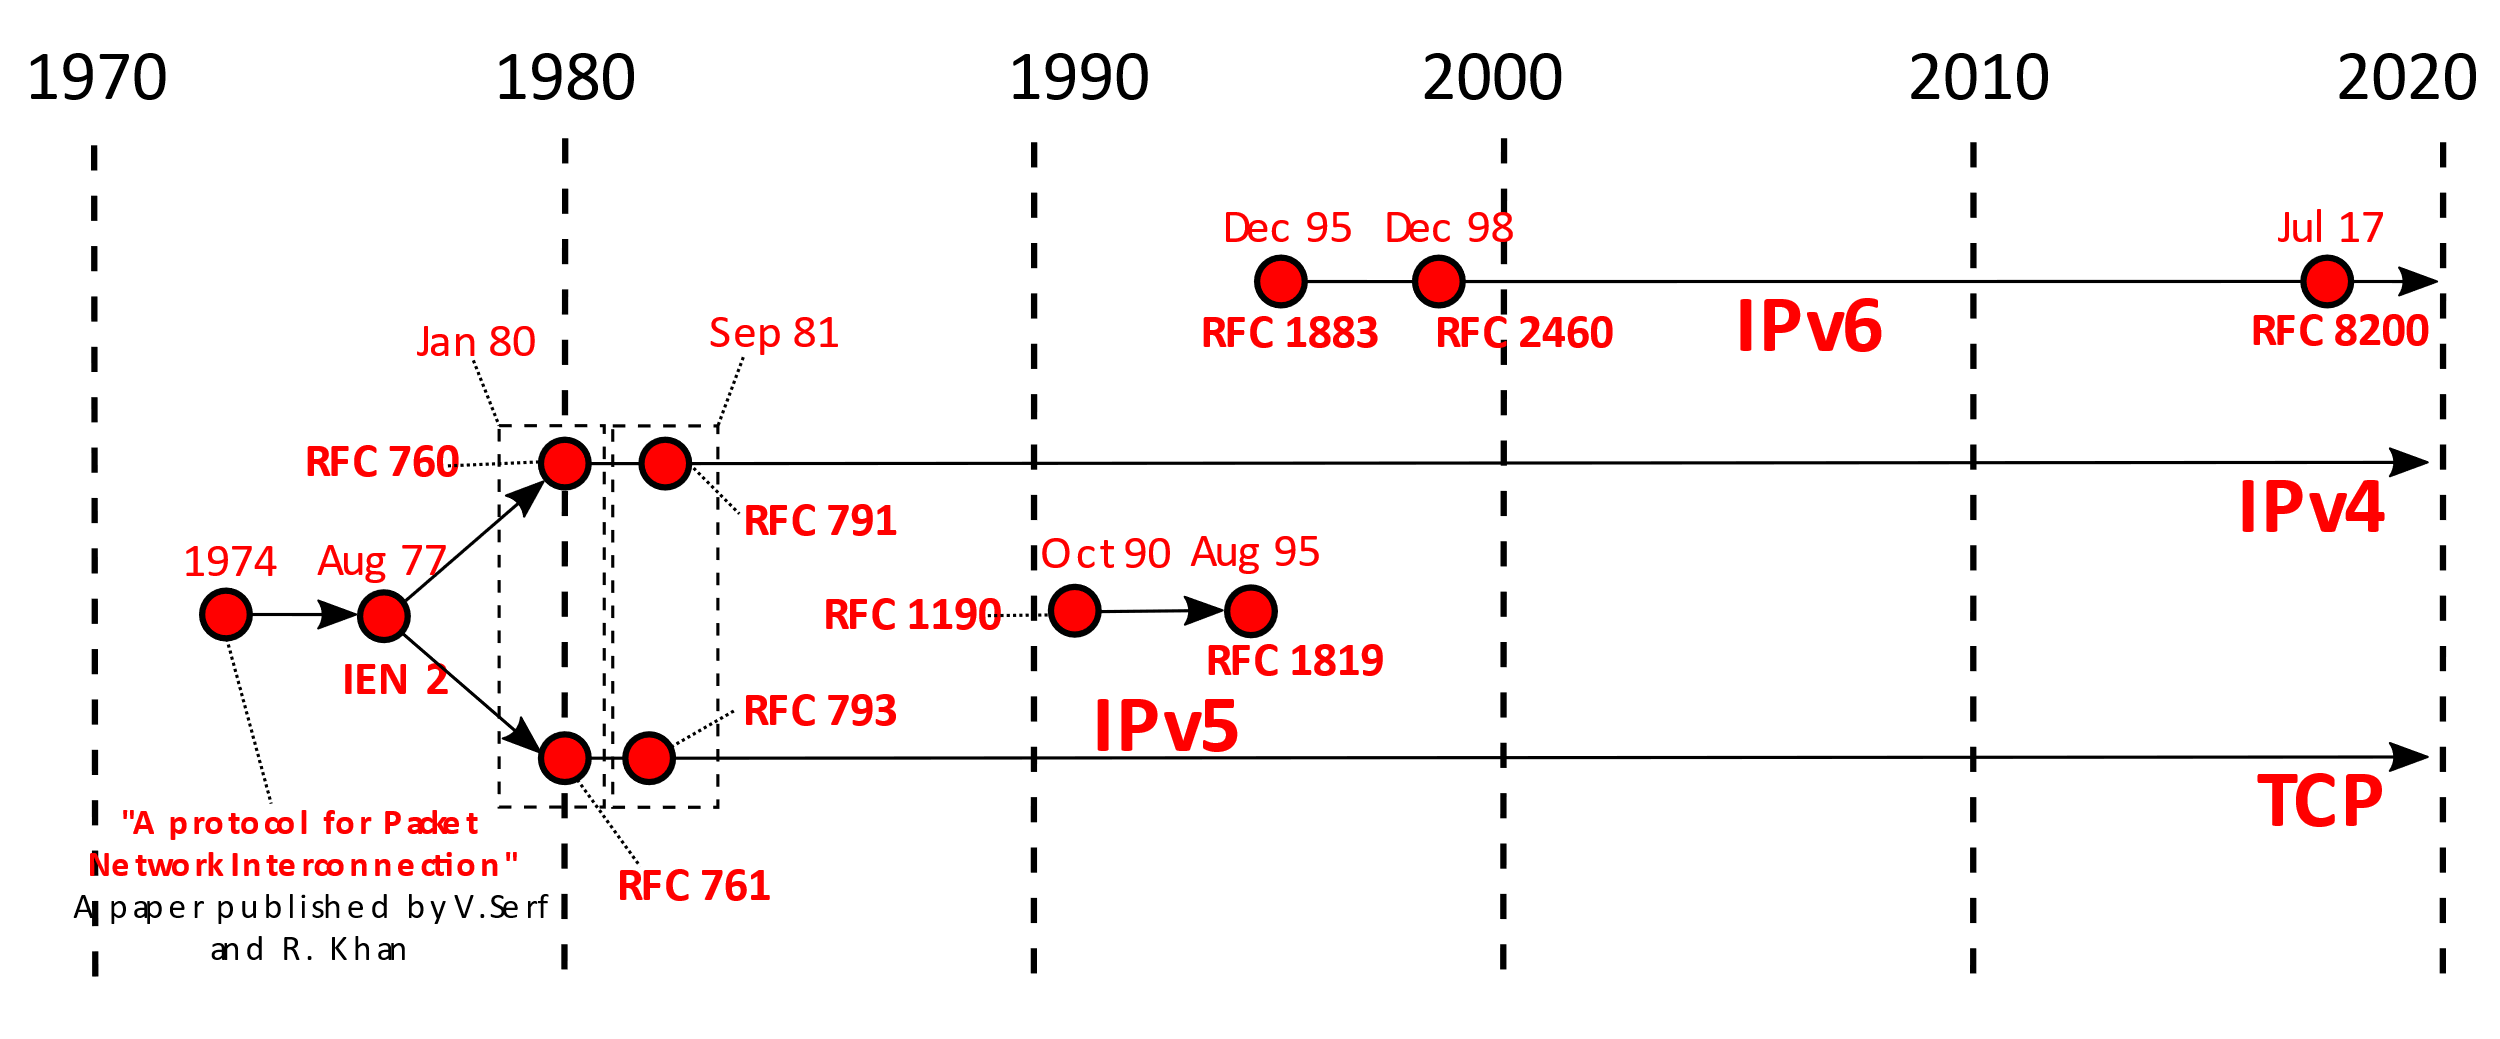 1970
1980
1990
2000
2010
2020
Dec 95
Dec 98
Jul 17
RFC 1883
RFC 2460
IPv6
RFC 8200
Jan 80
Sep 81
RFC 760
RFC 791
IPv4
1974
Aug 77
Oct 90
Aug 95
RFC 1190
IEN 2
RFC 1819
RFC 793
IPv5
TCP
"A protocol for Packet
Network Interconnection"
A paper published by V.Serf
and R. Khan
RFC 761